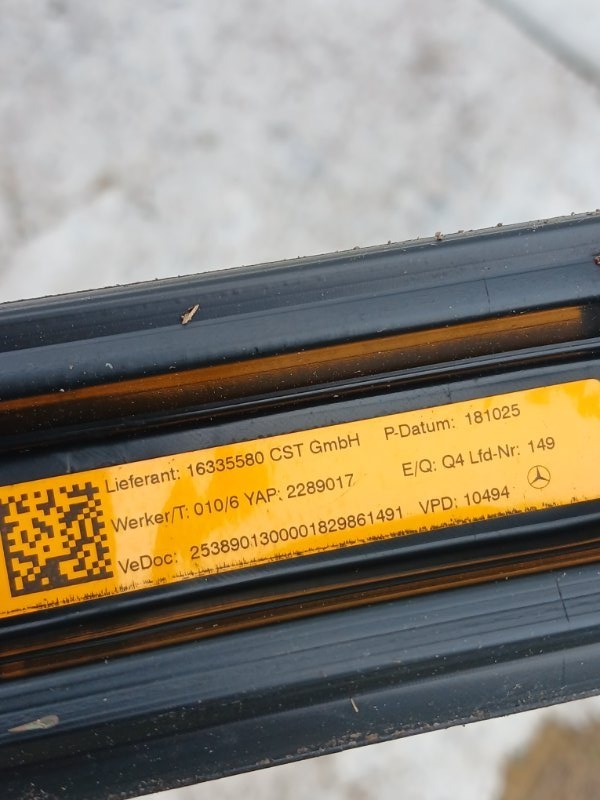 Lieferant: 16335580 CST GmbH P-Datum: 181025
Werker/T: 010/6 YAP: 2289017 E/Q: Q4 Lfd-Nr: 149
VeDoc: 2538901300001829861491 VPD: 10494